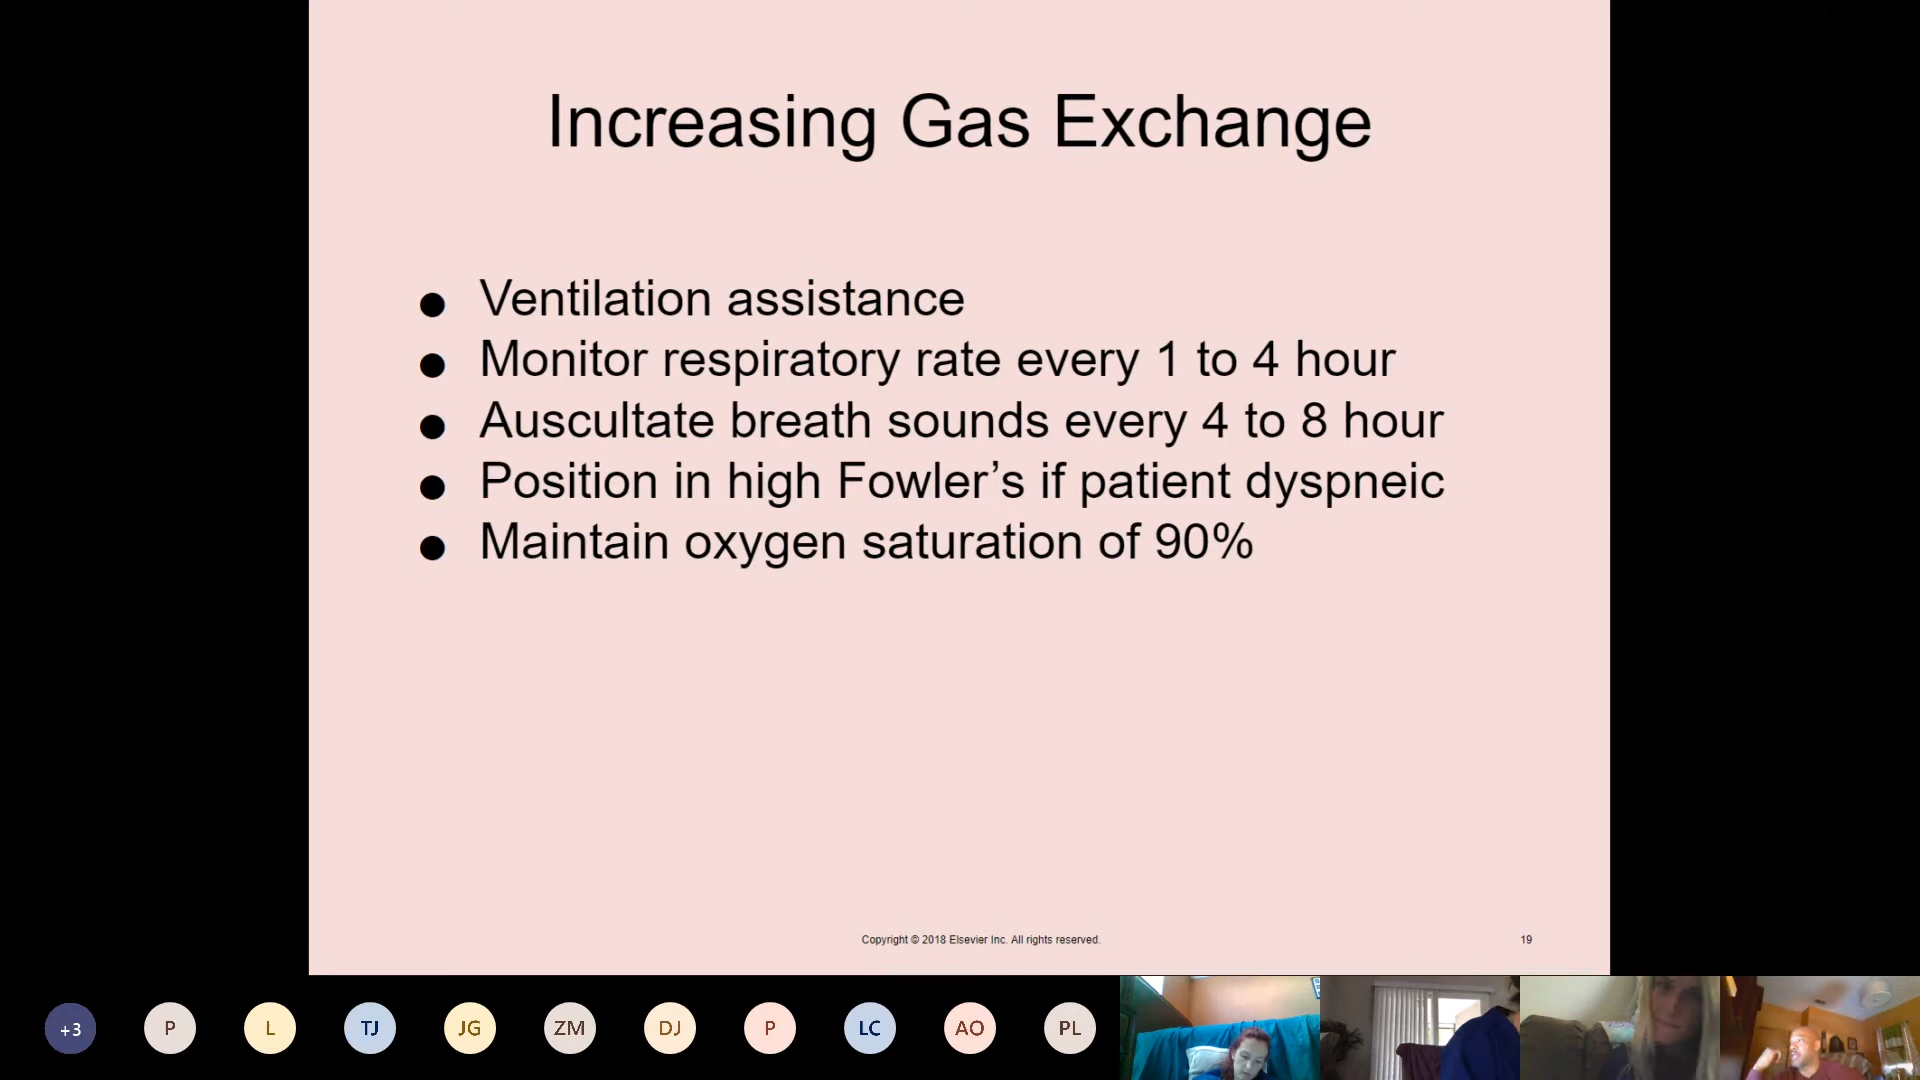 Increasing Gas Exchange
● Ventilation assistance
● Monitor respiratory rate every 1 to 4 hour
● Auscultate breath sounds every 4 to 8 hour
● Position in high Fowler’s if patient dyspneic
● Maintain oxygen saturation of 90%
Copyright © 2018 Elsevier Inc. All rights reserved.
19
+3
P
L
TJ
JG
ZM
DJ
P
LC
AO
PL